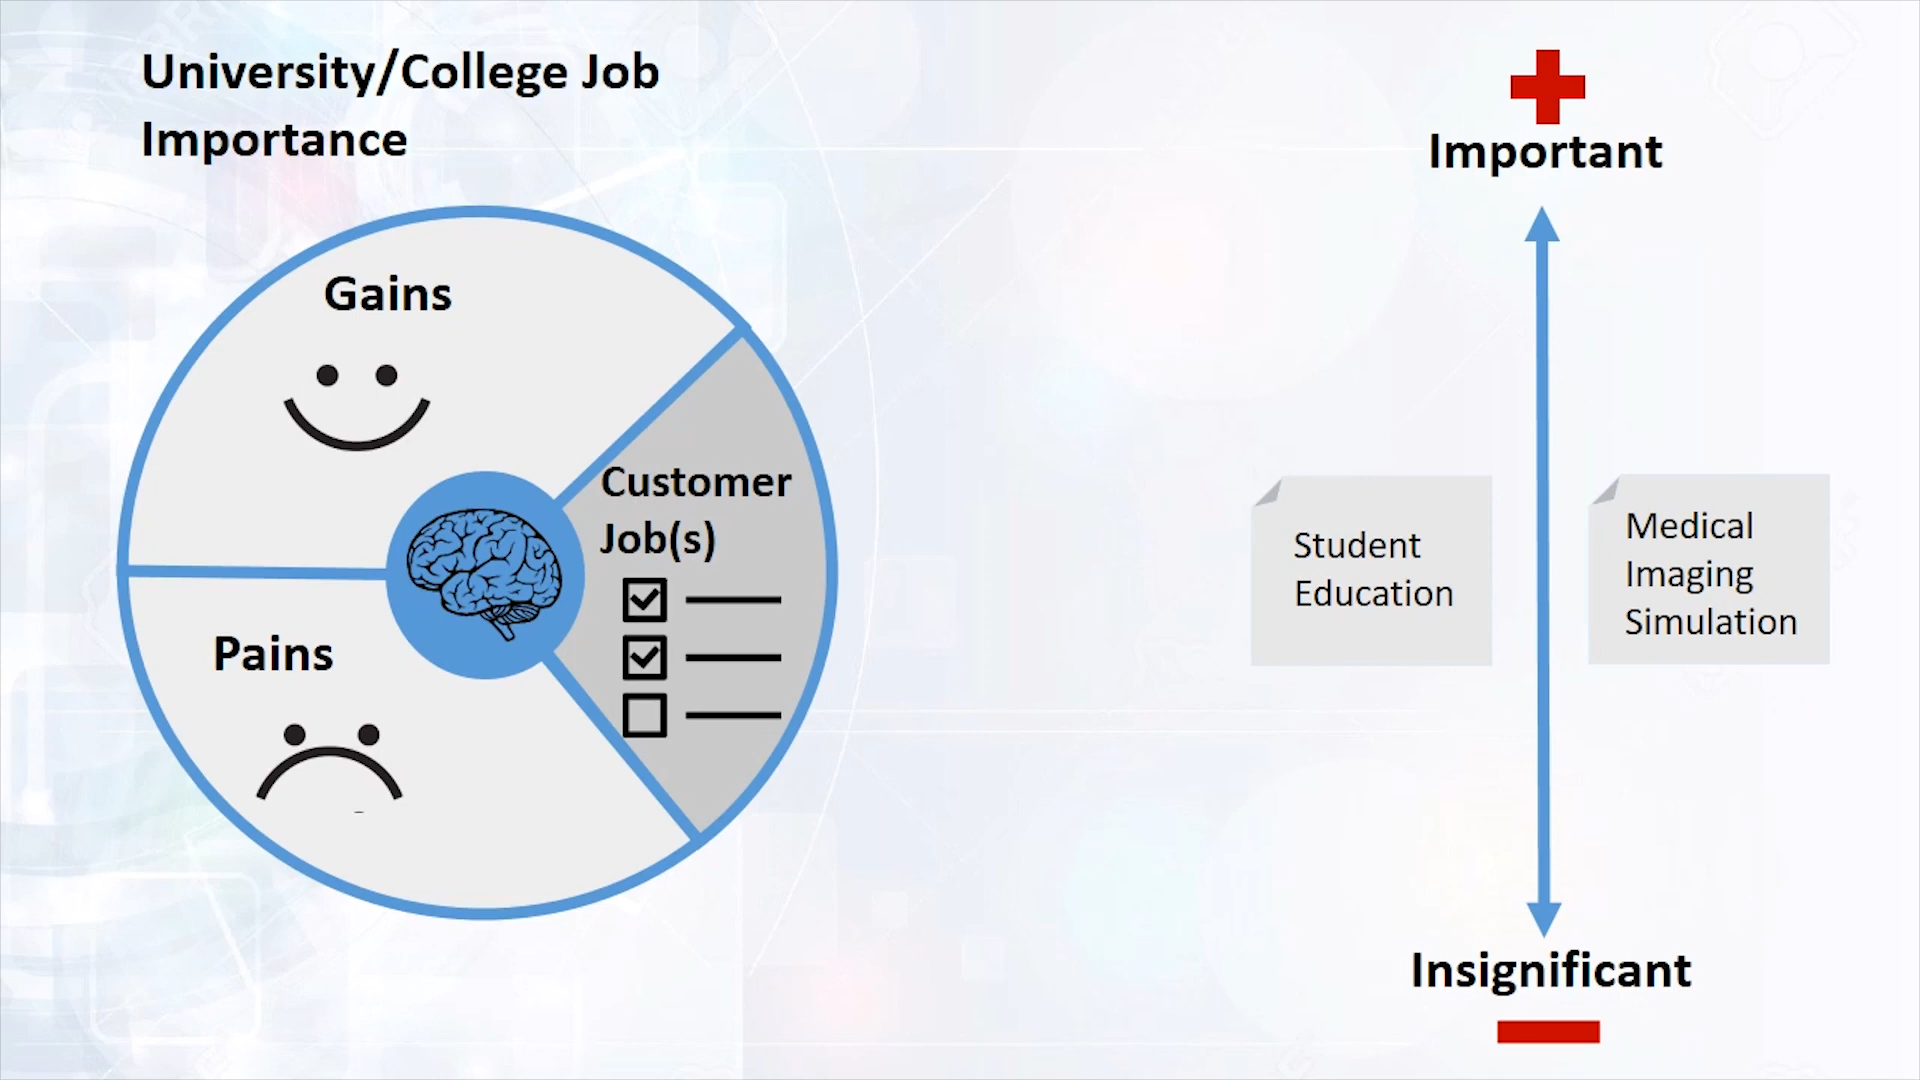 University/College Job
Importance
Gains
Pains
Customer
Job(s)
Important
Student
Education
Medical
Imaging
Simulation
Insignificant